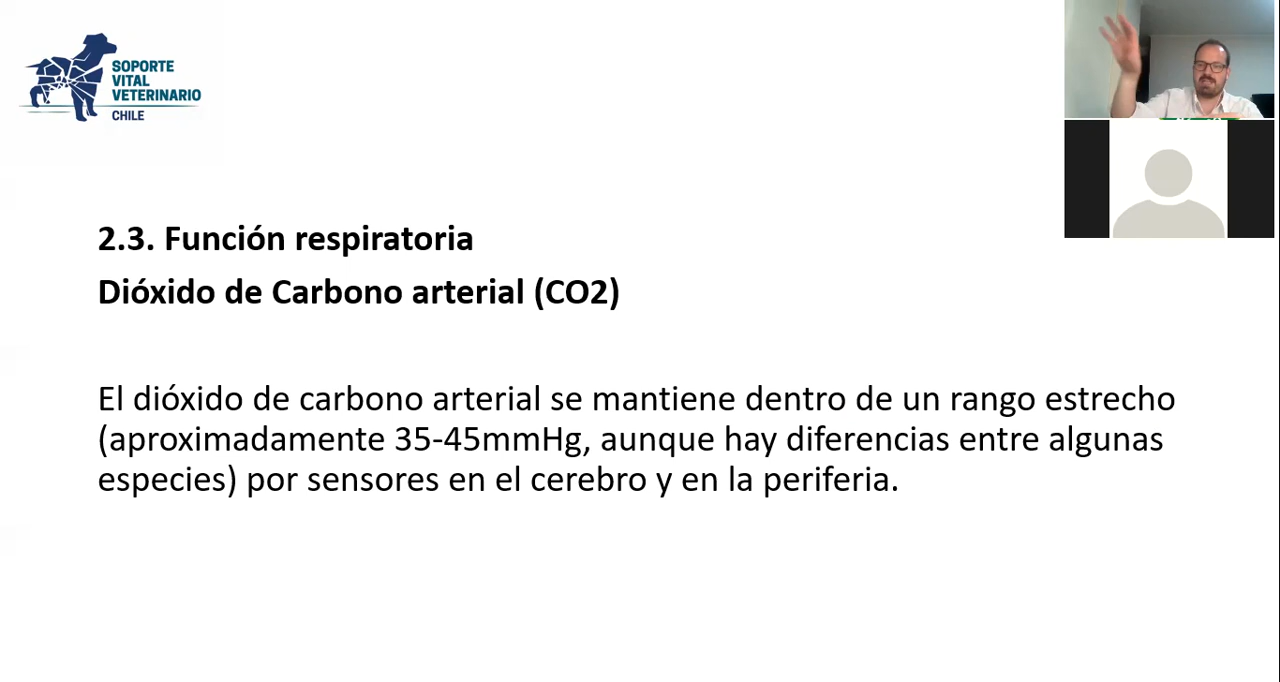 SOPORTE
VITAL
VETERINARIO
CHILE
2.3. Función respiratoria
Dióxido de Carbono arterial (CO2)
El dióxido de carbono arterial se mantiene dentro de un rango estrecho
(aproximadamente 35-45mmHg, aunque hay diferencias entre algunas
especies) por sensores en el cerebro y en la periferia.